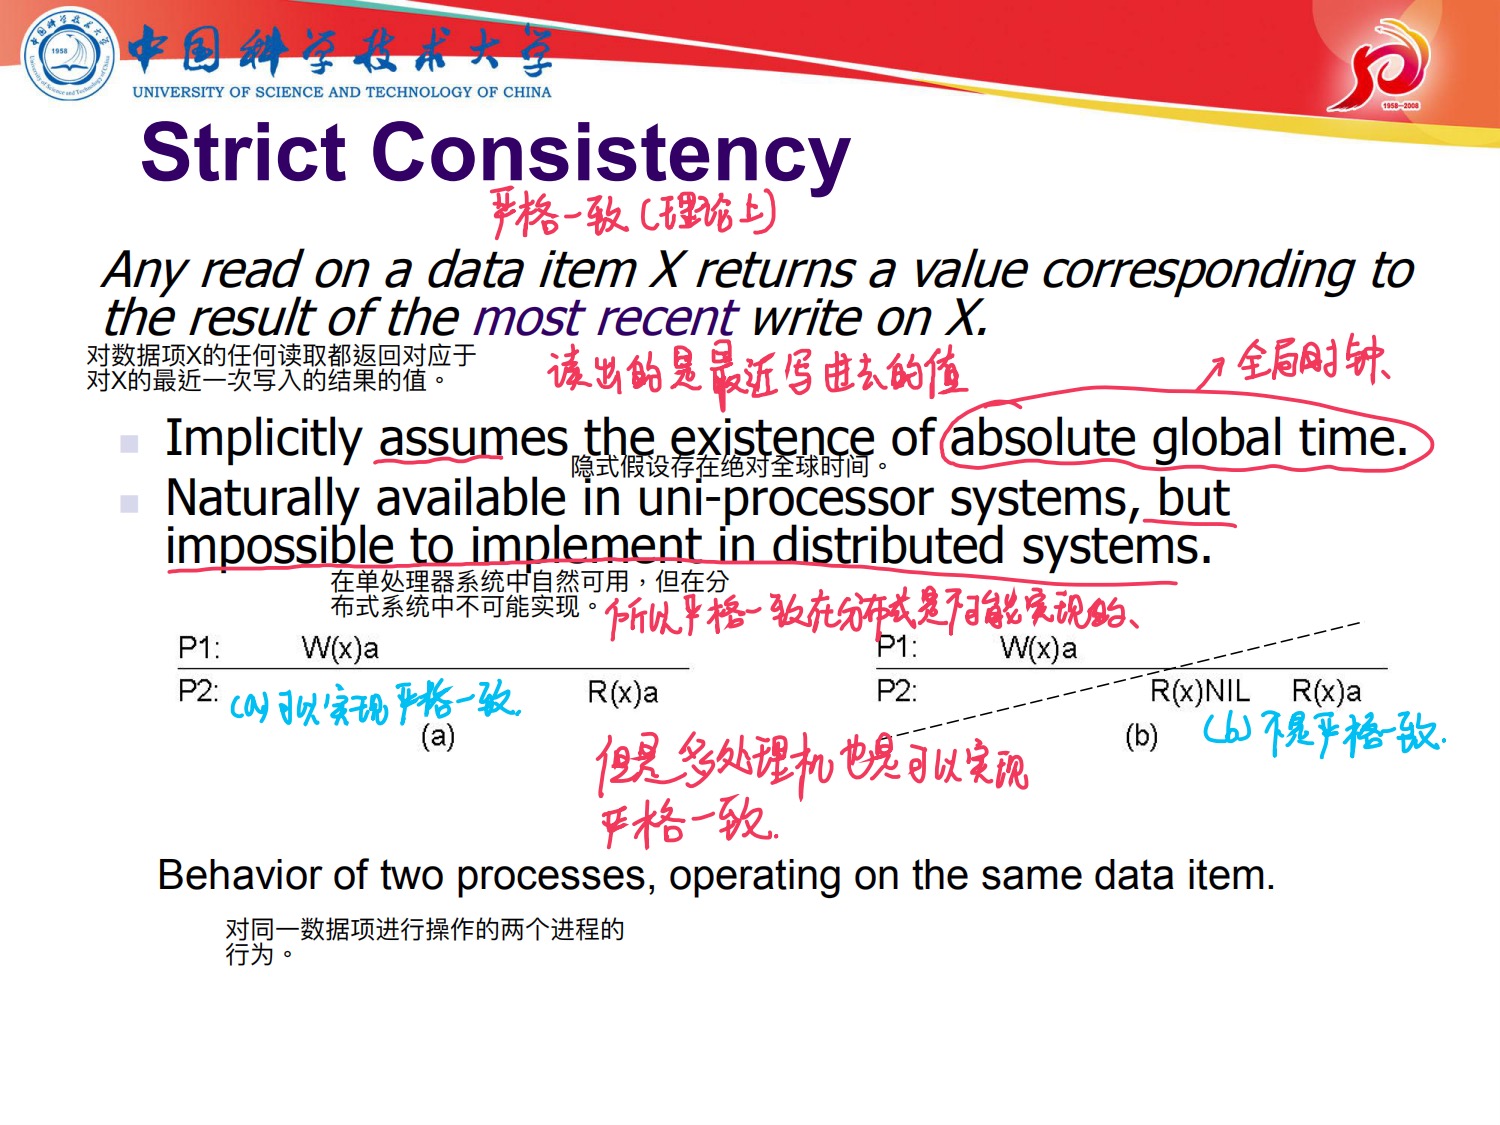 中国科学技术大学
UNIVERSITY OF SCIENCE AND TECHNOLOGY OF CHINA
1958
1958—2008
Strict Consistency
严格一致(理论上)
Any read on a data item X returns a value corresponding to
the result of the most recent write on X.
对数据项X的任何读取都返回对应于
对X的最近一次写入的结果的值。
读出的是最近写进去的值
全局时钟、
Implicitly assumes the existence of absolute global time.
隐式假设存在绝对全球时间。
Naturally available in uni-processor systems, but
impossible to implement in distributed systems.
在单处理器系统中自然可用，但在分
布式系统中不可能实现。
所以严格一致在分布式是不可能实现的、
P1: W(x)a
P2: R(x)a
(a)可以实现严格一致.
(a)
P1: W(x)a
P2: R(x)NIL R(x)a
(b)不是严格一致.
(b)
但是多处理机也是可以实现
严格一致.
Behavior of two processes, operating on the same data item.
对同一数据项进行操作的两个进程的
行为。